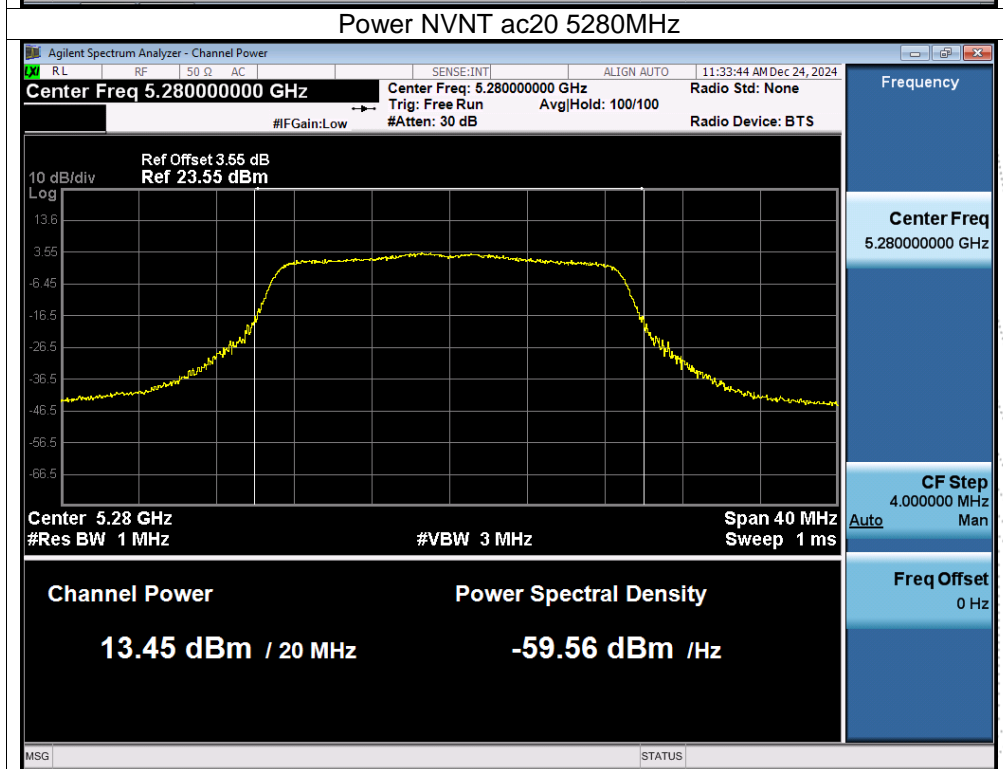 Power NVNT ac20 5280MHz
Agilent Spectrum Analyzer - Channel Power
LXI RL RF 50 Ω AC SENSE:INT ALIGN AUTO 11:33:44 AM Dec 24, 2024
Center Freq 5.280000000 GHz Center Freq: 5.280000000 GHz Radio Std: None Frequency
Trig: Free Run Avg|Hold: 100/100
#IFGain:Low #Atten: 30 dB Radio Device: BTS
Ref Offset 3.55 dB
10 dB/div Ref 23.55 dBm
Log
13.6
Center Freq
5.280000000 GHz
3.55
-6.45
-16.5
-26.5
-36.5
-46.5
-56.5
-66.5
CF Step
4.000000 MHz
Auto Man
Center 5.28 GHz Span 40 MHz
#Res BW 1 MHz #VBW 3 MHz Sweep 1 ms
Freq Offset
0 Hz
Channel Power Power Spectral Density
13.45 dBm / 20 MHz -59.56 dBm /Hz
MSG STATUS